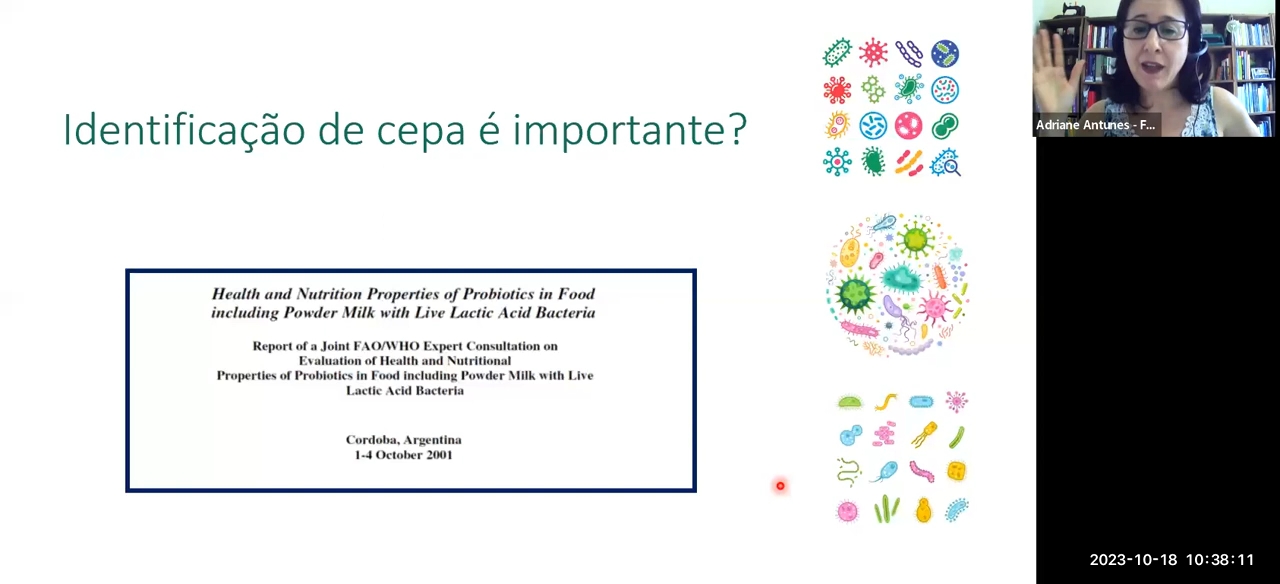 Identificação de cepa é importante?
Health and Nutrition Properties of Probiotics in Food
including Powder Milk with Live Lactic Acid Bacteria
Report of a Joint FAO/WHO Expert Consultation on
Evaluation of Health and Nutritional
Properties of Probiotics in Food including Powder Milk with Live
Lactic Acid Bacteria
Cordoba, Argentina
1-4 October 2001
Adriane Antunes - F...
2023-10-18 10:38:11